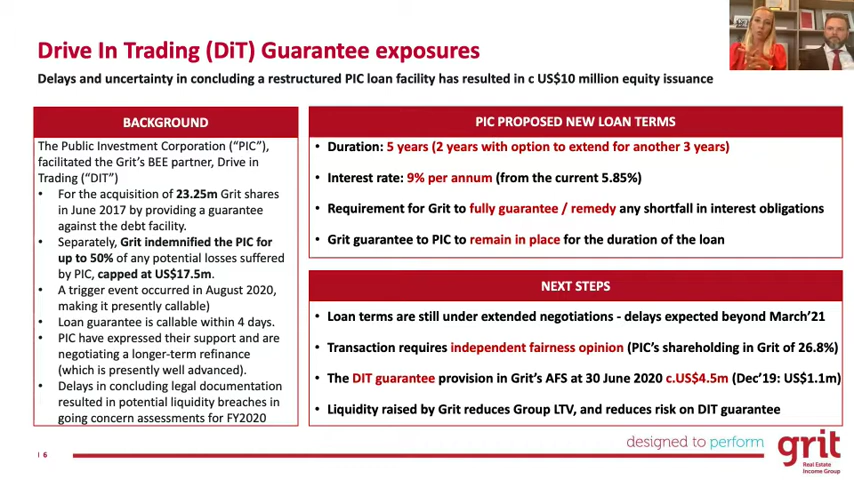 Drive In Trading (DiT) Guarantee exposures
Delays and uncertainty in concluding a restructured PIC loan facility has resulted in c US$10 million equity issuance
BACKGROUND
The Public Investment Corporation (“PIC”),
facilitated the Grit’s BEE partner, Drive in
Trading (“DIT”)
• For the acquisition of 23.25m Grit shares
in June 2017 by providing a guarantee
against the debt facility.
• Separately, Grit indemnified the PIC for
up to 50% of any potential losses suffered
by PIC, capped at US$17.5m.
• A trigger event occurred in August 2020,
making it presently callable)
• Loan guarantee is callable within 4 days.
• PIC have expressed their support and are
negotiating a longer-term refinance
(which is presently well advanced).
• Delays in concluding legal documentation
resulted in potential liquidity breaches in
going concern assessments for FY2020
PIC PROPOSED NEW LOAN TERMS
• Duration: 5 years (2 years with option to extend for another 3 years)
• Interest rate: 9% per annum (from the current 5.85%)
• Requirement for Grit to fully guarantee / remedy any shortfall in interest obligations
• Grit guarantee to PIC to remain in place for the duration of the loan
NEXT STEPS
• Loan terms are still under extended negotiations - delays expected beyond March’21
• Transaction requires independent fairness opinion (PIC’s shareholding in Grit of 26.8%)
• The DIT guarantee provision in Grit’s AFS at 30 June 2020 c.US$4.5m (Dec’19: US$1.1m)
• Liquidity raised by Grit reduces Group LTV, and reduces risk on DIT guarantee
designed to perform
grit
Real Estate
Income Group
| 6